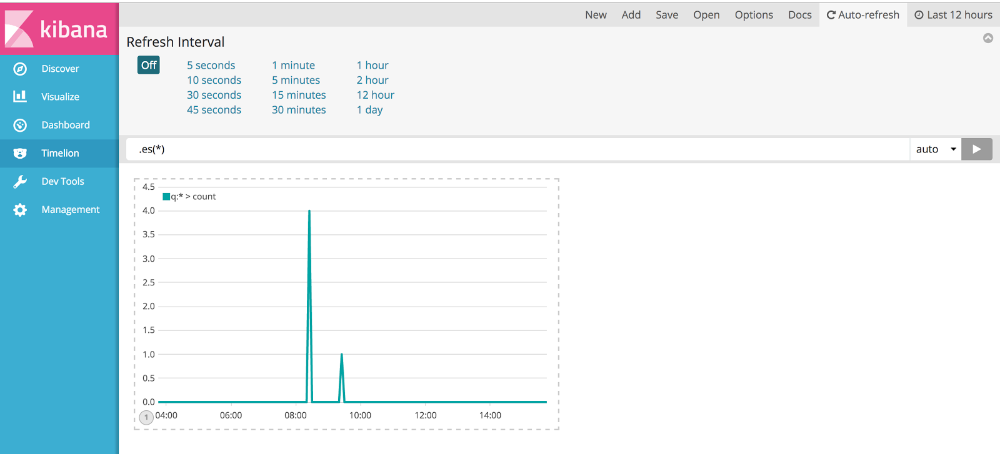 kibana
New Add Save Open Options Docs Auto-refresh Last 12 hours
Discover
Visualize
Dashboard
Timelion
Dev Tools
Management
Refresh Interval
Off
5 seconds 1 minute 1 hour
10 seconds 5 minutes 2 hour
30 seconds 15 minutes 12 hour
45 seconds 30 minutes 1 day
.es(*) auto
4.5
q:* > count
4.0
3.5
3.0
2.5
2.0
1.5
1.0
0.5
0.0
1 04:00 06:00 08:00 10:00 12:00 14:00